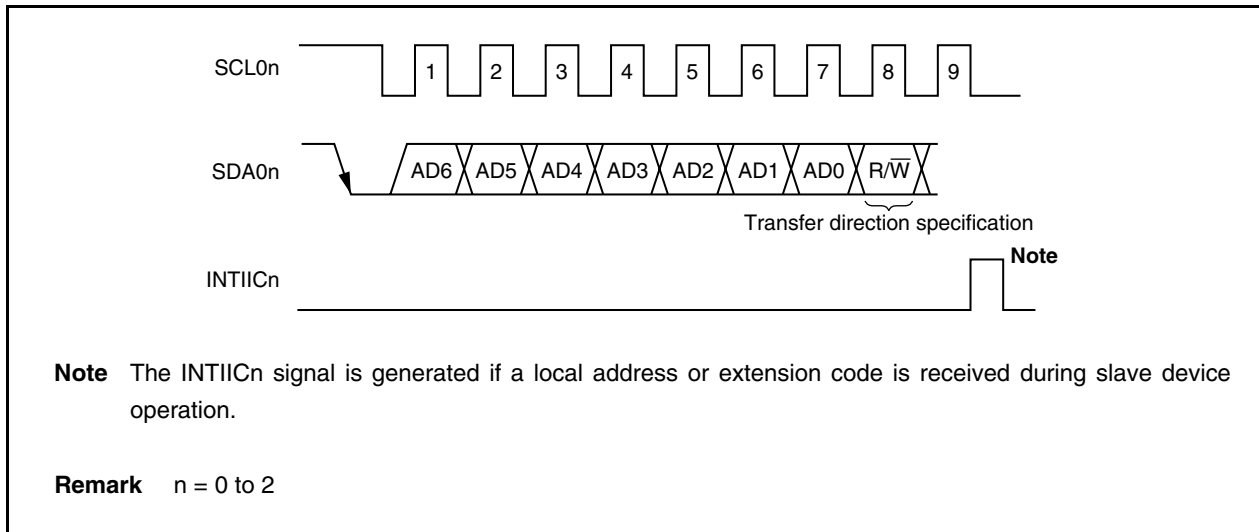 SCL0n 1 2 3 4 5 6 7 8 9
SDA0n AD6 AD5 AD4 AD3 AD2 AD1 AD0 R/W̅
Transfer direction specification
Note
INTIICn
Note The INTIICn signal is generated if a local address or extension code is received during slave device
operation.
Remark n = 0 to 2